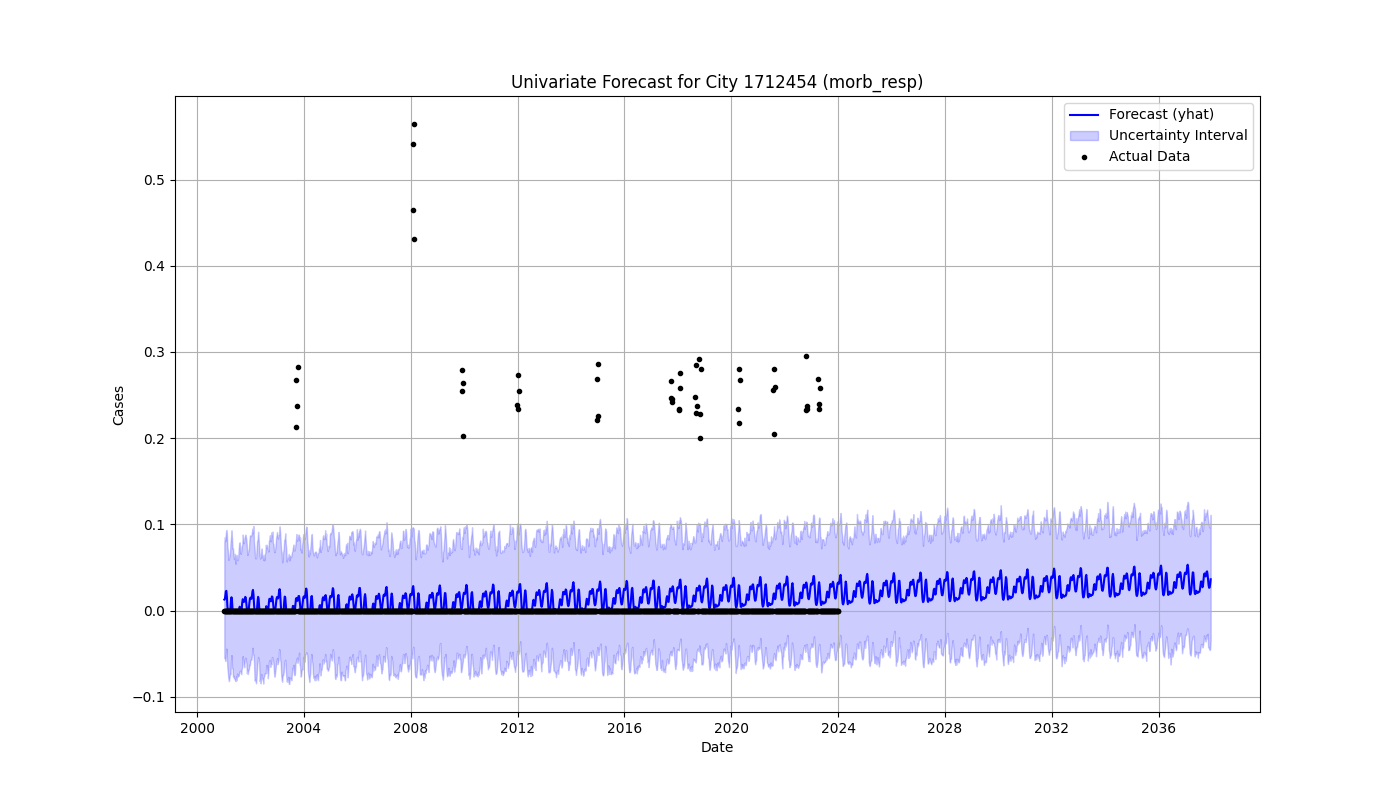 Univariate Forecast for City 1712454 (morb_resp)
Forecast (yhat)
Uncertainty Interval
Actual Data
Cases
0.5
0.4
0.3
0.2
0.1
0.0
−0.1
2000 2004 2008 2012 2016 2020 2024 2028 2032 2036
Date